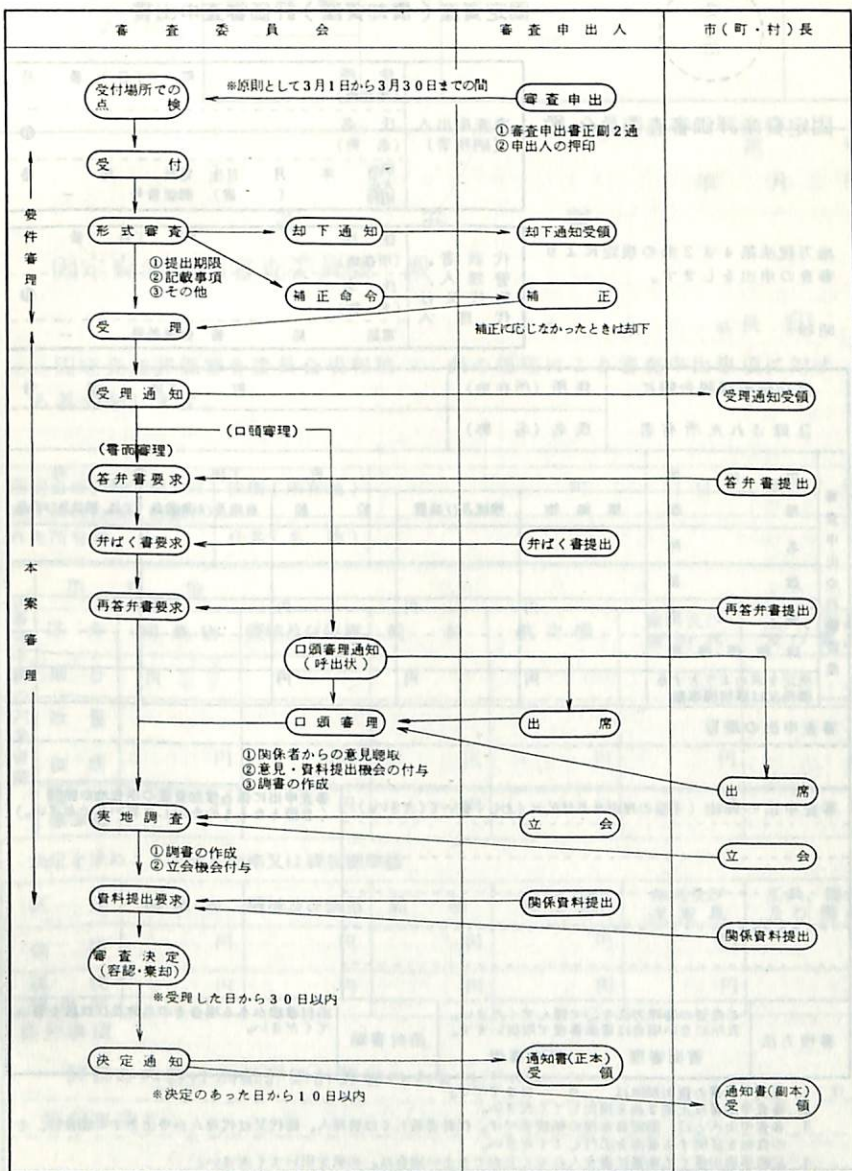 審査委員会
審査申出人
市(町・村)長
受付場所での
点検
※原則として3月1日から3月30日までの間
審査申出
①審査申出書正副2通
②申出人の押印
受付
要件審理
形式審査
却下通知
却下通知受領
①提出期限
②記載事項
③その他
補正命令
補正
受理
補正に応じなかったときは却下
受理通知
受理通知受領
(口頭審理)
(書面審理)
答弁書要求
答弁書提出
弁ばく書要求
弁ばく書提出
本案審理
再答弁書要求
再答弁書提出
口頭審理通知
(呼出状)
口頭審理
出席
①関係者からの意見聴取
②意見・資料提出機会の付与
③調書の作成
出席
実地調査
立会
①調書の作成
②立会機会付与
立会
資料提出要求
関係資料提出
関係資料提出
審査決定
(容認・棄却)
※受理した日から30日以内
決定通知
通知書(正本)
受領
※決定のあった日から10日以内
通知書(副本)
受領